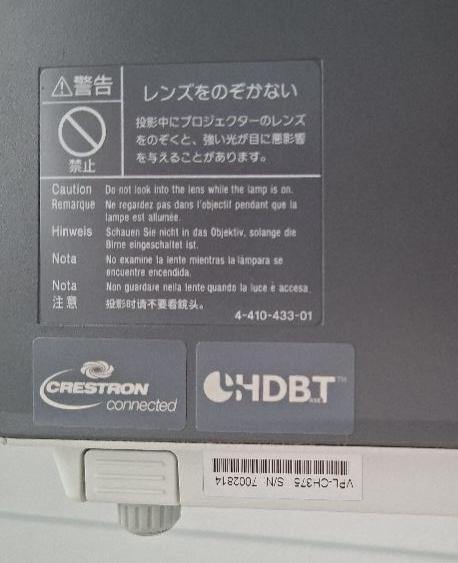 ⚠警告
禁止
レンズをのぞかない
投影中にプロジェクターのレンズ
をのぞくと、強い光が目に悪影響
を与えることがあります。
Caution Do not look into the lens while the lamp is on.
Remarque Ne regardez pas dans l'objectif pendant que la
lampe est allumée.
Hinweis Schauen Sie nicht in das Objektiv, solange die
Birne eingeschaltet ist.
Nota No examine la lente mientras la lámpara se
encuentre encendida.
Nota Non guardare nella lente quando la luce è accesa.
注意 投影时请不要看鏡头。
4-410-433-01
CRESTRON
connected
HDBT™
VPL-CH375 S/N: 7002814